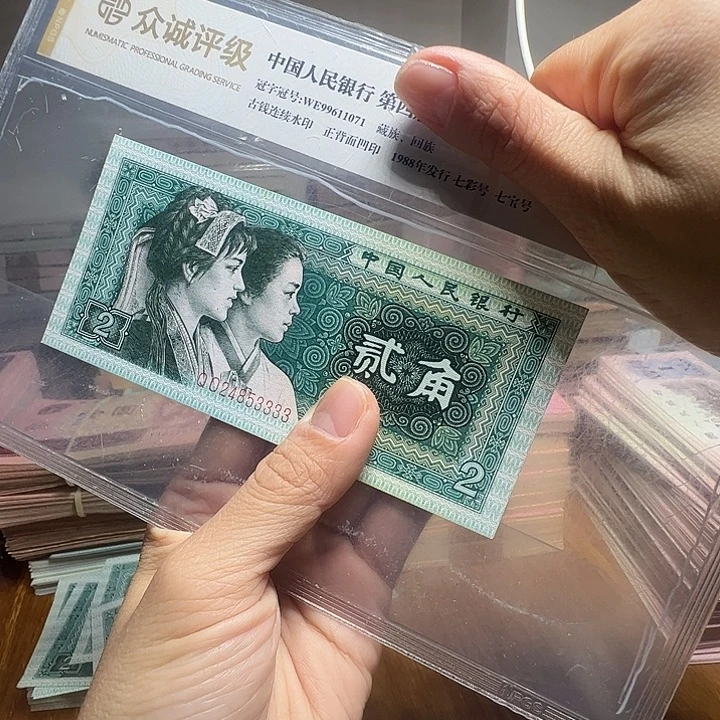 众诚评级
NUMISMATIC PROFESSIONAL GRADING SERVICE
中国人民银行 第四
冠字冠号:WE99611071 藏族、回族
古钱连续水印 正背面凹印 1988年发行 七彩号 七宝号
中国人民银行
贰角
2
QQ24853333
2